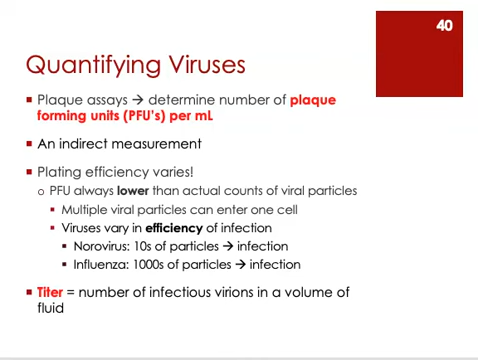 40
Quantifying Viruses
▪ Plaque assays → determine number of plaque
forming units (PFU's) per mL
▪ An indirect measurement
▪ Plating efficiency varies!
o PFU always lower than actual counts of viral particles
▪ Multiple viral particles can enter one cell
▪ Viruses vary in efficiency of infection
▪ Norovirus: 10s of particles → infection
▪ Influenza: 1000s of particles → infection
▪ Titer = number of infectious virions in a volume of
fluid